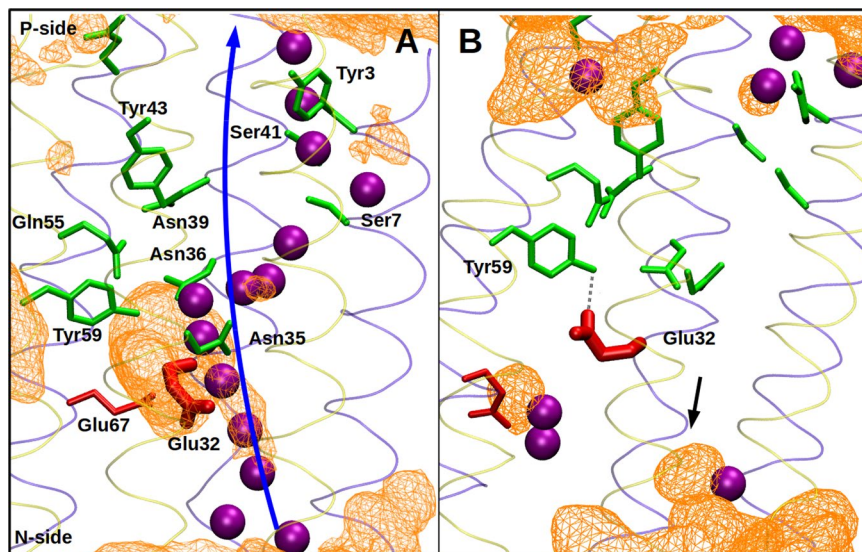 P-side
A
B
Tyr3
Tyr43
Ser41
Gln55
Asn39
Ser7
Asn36
Tyr59
Asn35
Glu67
Glu32
N-side
Tyr59
Glu32